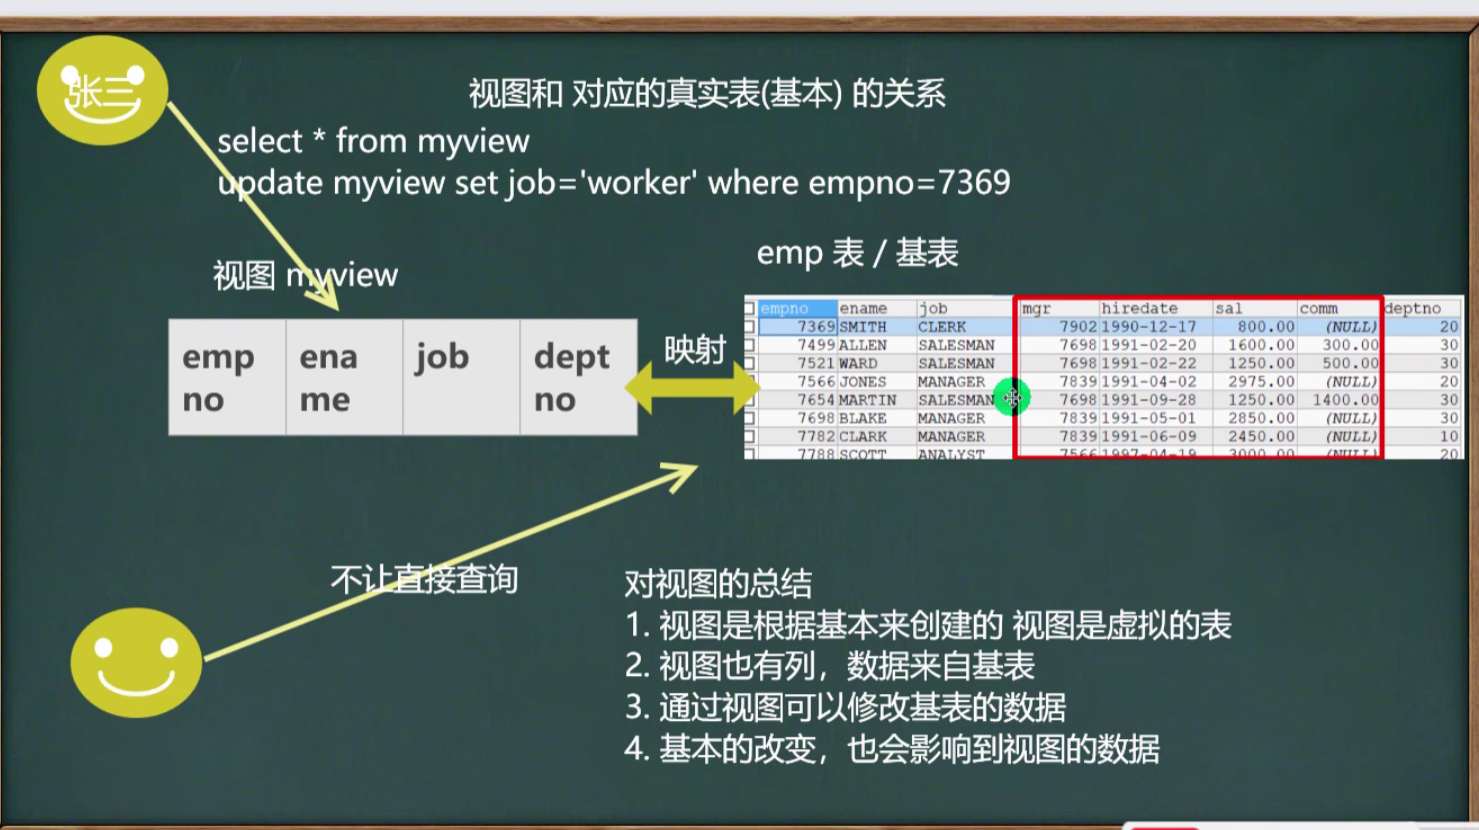 张三
视图和 对应的真实表(基本) 的关系
select * from myview
update myview set job='worker' where empno=7369
emp 表 / 基表
视图 myview
emp
no
ena
me
job
dept
no
映射
empno ename job mgr hiredate sal comm deptno
7369 SMITH CLERK 7902 1990-12-17 800.00 (NULL) 20
7499 ALLEN SALESMAN 7698 1991-02-20 1600.00 300.00 30
7521 WARD SALESMAN 7698 1991-02-22 1250.00 500.00 30
7566 JONES MANAGER 7839 1991-04-02 2975.00 (NULL) 20
7654 MARTIN SALESMAN 7698 1991-09-28 1250.00 1400.00 30
7698 BLAKE MANAGER 7839 1991-05-01 2850.00 (NULL) 30
7782 CLARK MANAGER 7839 1991-06-09 2450.00 (NULL) 10
7788 SCOTT ANALYST 7566 1997-04-19 3000.00 (NULL) 20
不让直接查询
对视图的总结
1. 视图是根据基本来创建的 视图是虚拟的表
2. 视图也有列，数据来自基表
3. 通过视图可以修改基表的数据
4. 基本的改变，也会影响到视图的数据